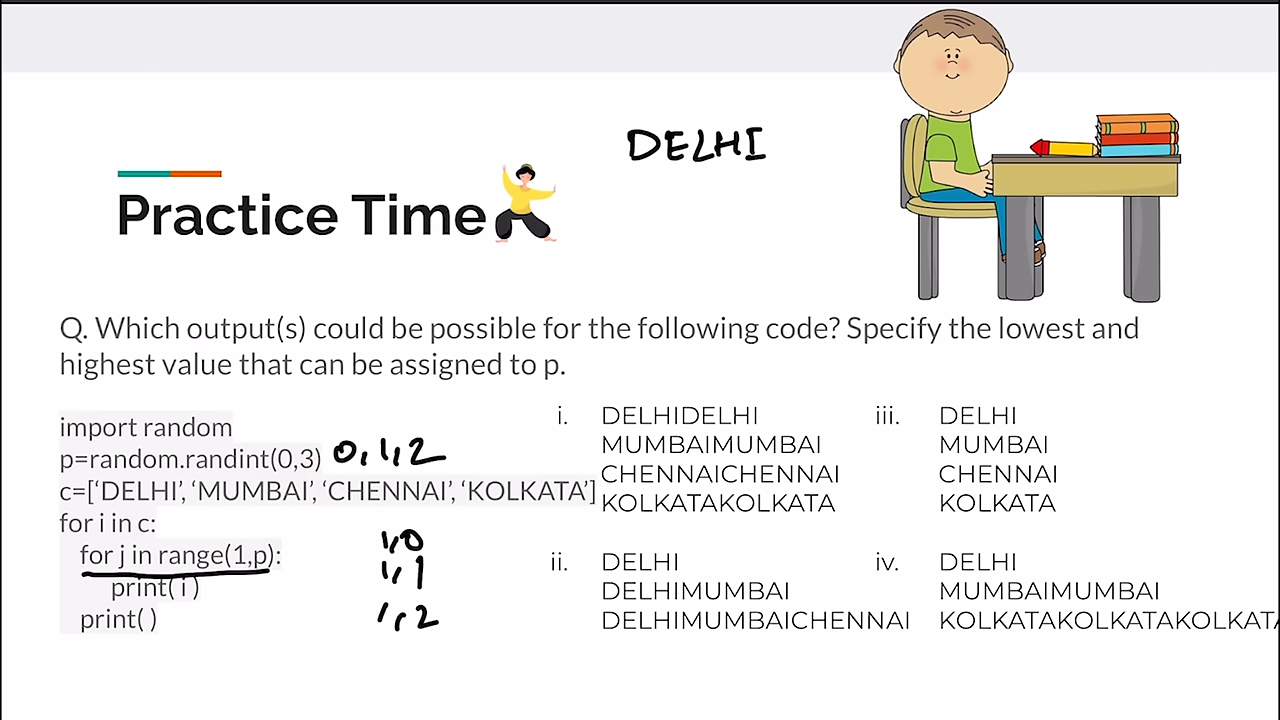 DELHI
Practice Time
Q. Which output(s) could be possible for the following code? Specify the lowest and
highest value that can be assigned to p.
import random
p=random.randint(0,3) 0,1,2
c=[‘DELHI’, ‘MUMBAI’, ‘CHENNAI’, ‘KOLKATA’]
for i in c:
for j in range(1,p):
print( i )
print( )
1,0
1,1
1,2
i. DELHIDELHI
MUMBAIMUMBAI
CHENNAICHENNAI
KOLKATAKOLKATA
ii. DELHI
DELHIMUMBAI
DELHIMUMBAICHENNAI
iii. DELHI
MUMBAI
CHENNAI
KOLKATA
iv. DELHI
MUMBAIMUMBAI
KOLKATAKOLKATAKOLKATA